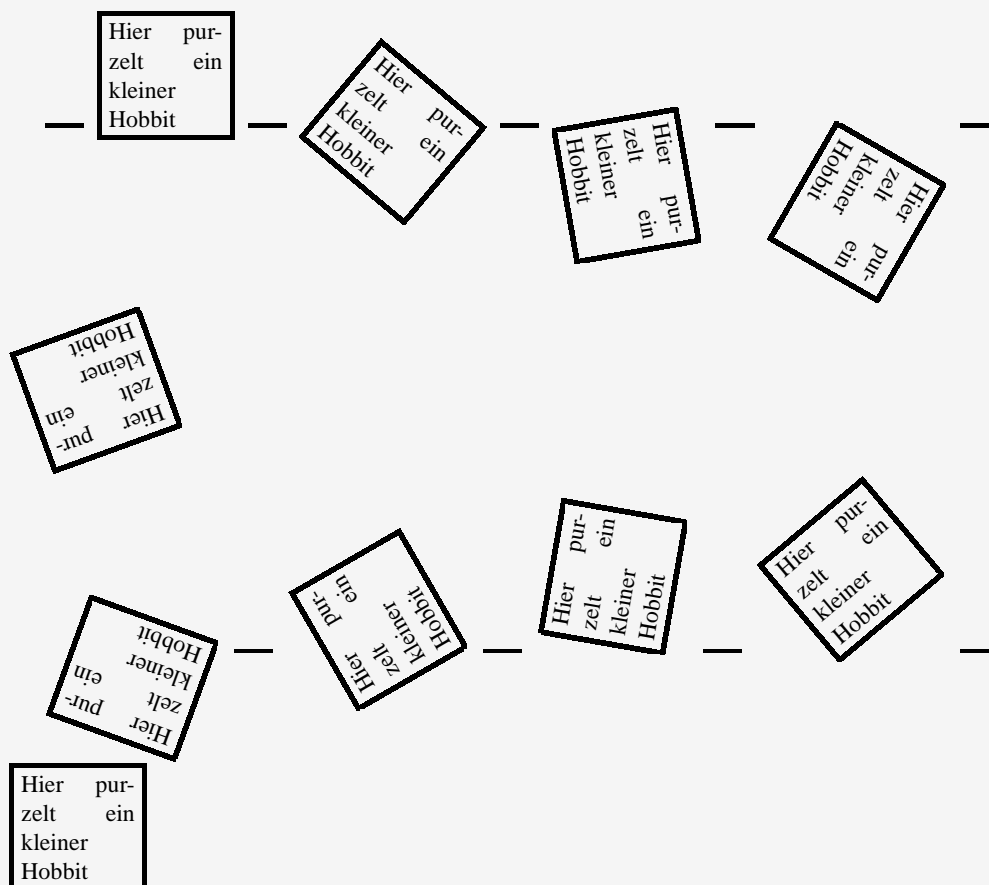 Hier pur-
zelt ein
kleiner
Hobbit
Hier pur-
zelt ein
kleiner
Hobbit
Hier pur-
zelt ein
kleiner
Hobbit
Hier pur-
zelt ein
kleiner
Hobbit
Hier pur-
zelt ein
kleiner
Hobbit
Hier pur-
zelt ein
kleiner
Hobbit
Hier pur-
zelt ein
kleiner
Hobbit
Hier pur-
zelt ein
kleiner
Hobbit
Hier pur-
zelt ein
kleiner
Hobbit
Hier pur-
zelt ein
kleiner
Hobbit